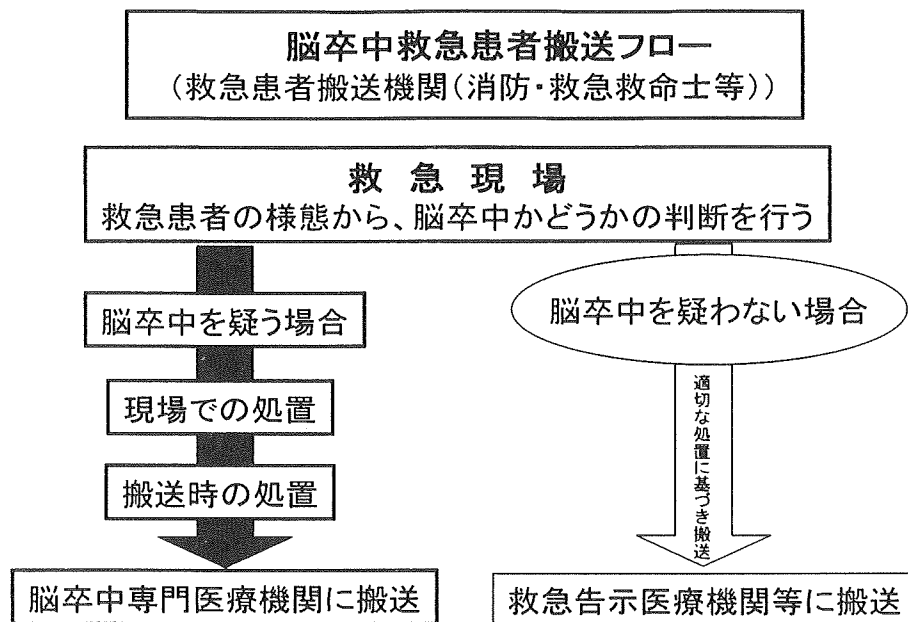 脳卒中救急患者搬送フロー
(救急患者搬送機関(消防・救急救命士等))
救急現場
救急患者の様態から、脳卒中かどうかの判断を行う
脳卒中を疑う場合
現場での処置
搬送時の処置
脳卒中専門医療機関に搬送
脳卒中を疑わない場合
適切な処置に基づき搬送
救急告示医療機関等に搬送